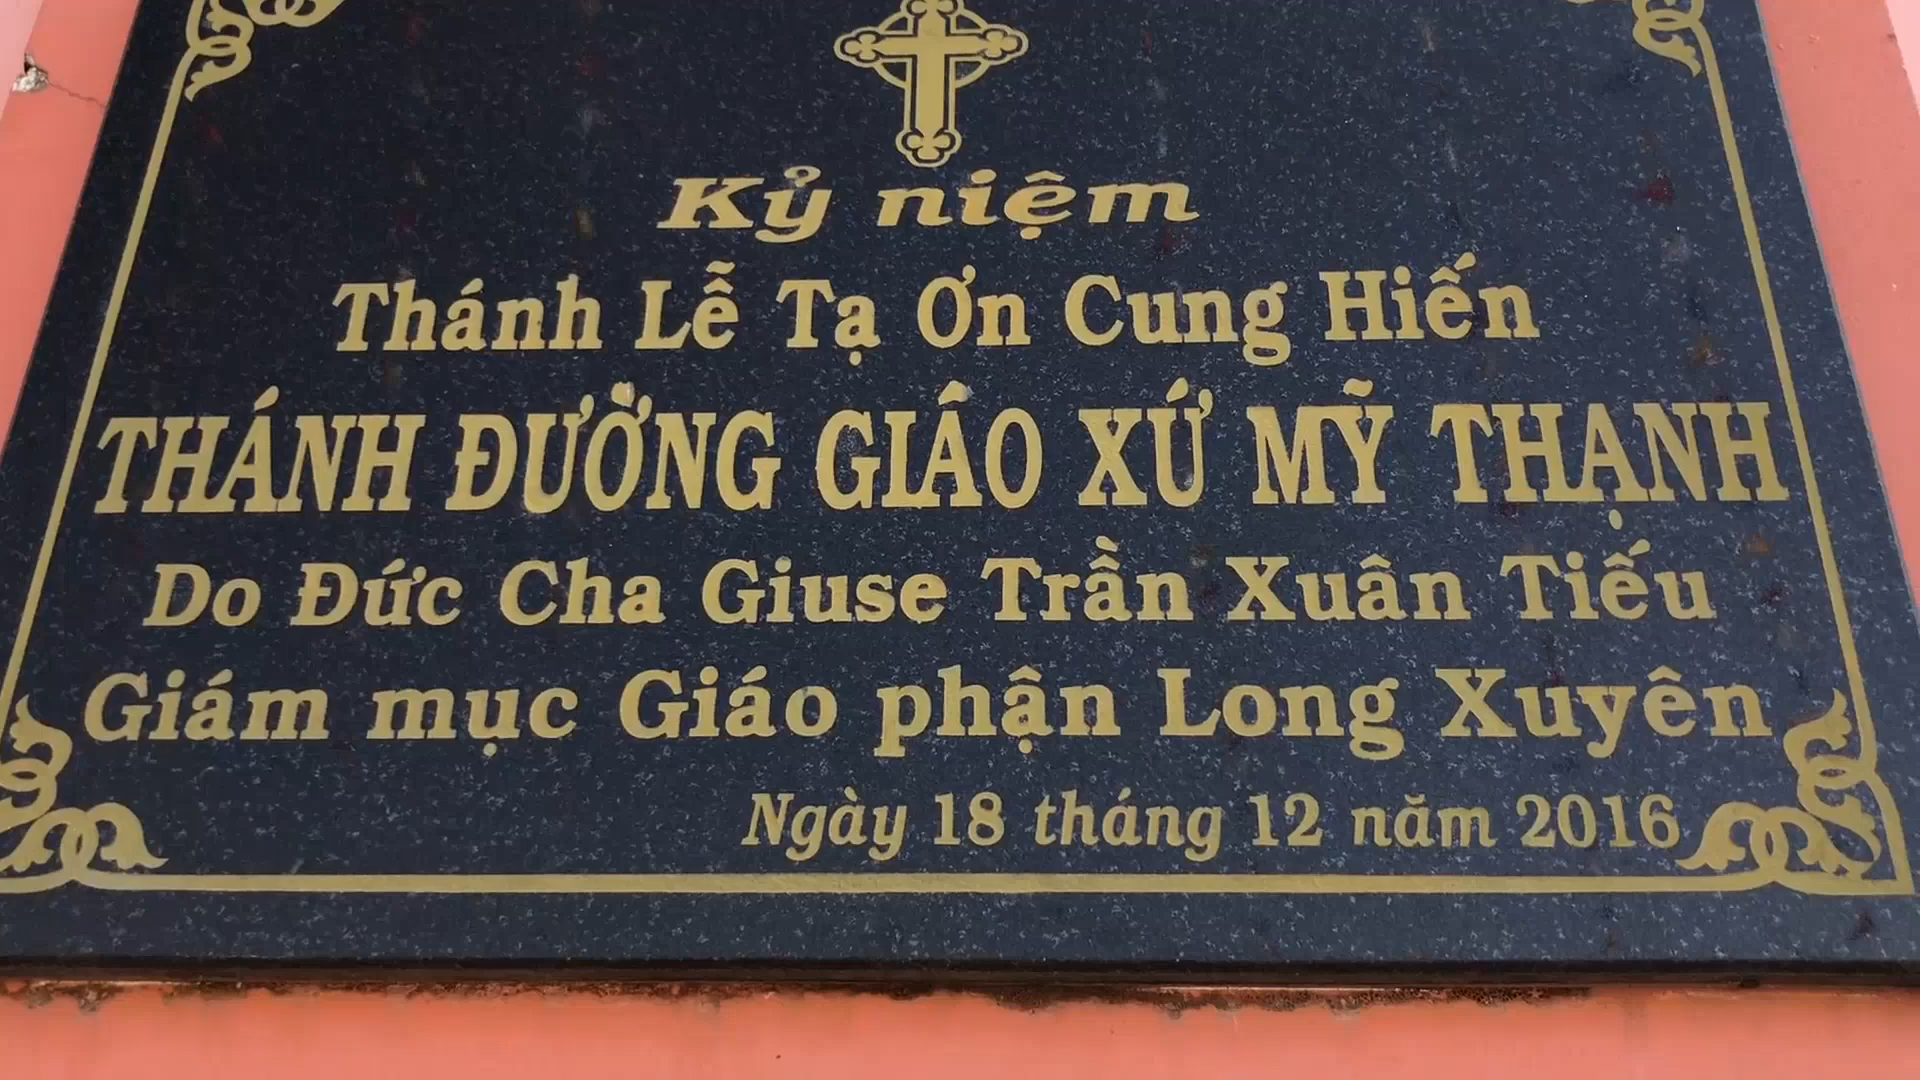 Kỷ niệm
Thánh Lễ Tạ Ơn Cung Hiến
THÁNH ĐƯỜNG GIÁO XỨ MỸ THẠNH
Do Đức Cha Giuse Trần Xuân Tiếu
Giám mục Giáo phận Long Xuyên
Ngày 18 tháng 12 năm 2016